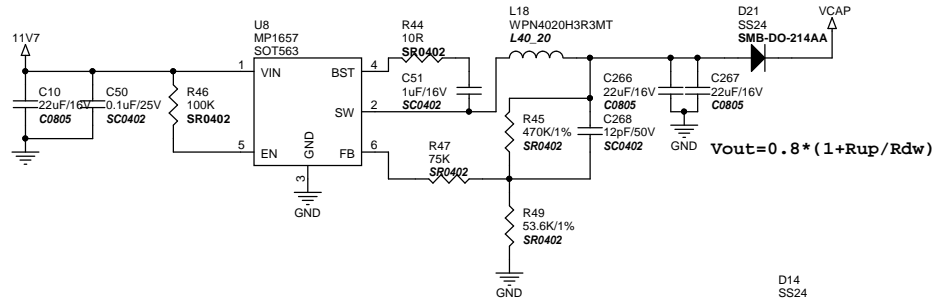 11V7
C10
22uF/16V
C0805
C50
0.1uF/25V
SC0402
R46
100K
SR0402
U8
MP1657
SOT563
1
VIN
BST
4
SW
2
5
EN
GND
3
FB
6
GND
R44
10R
SR0402
C51
1uF/16V
SC0402
L18
WPN4020H3R3MT
L40_20
R47
75K
SR0402
R45
470K/1%
SR0402
C268
12pF/50V
SC0402
R49
53.6K/1%
SR0402
GND
C266
22uF/16V
C0805
C267
22uF/16V
C0805
GND
D21
SS24
SMB-DO-214AA
VCAP
Vout=0.8*(1+Rup/Rdw)
D14
SS24